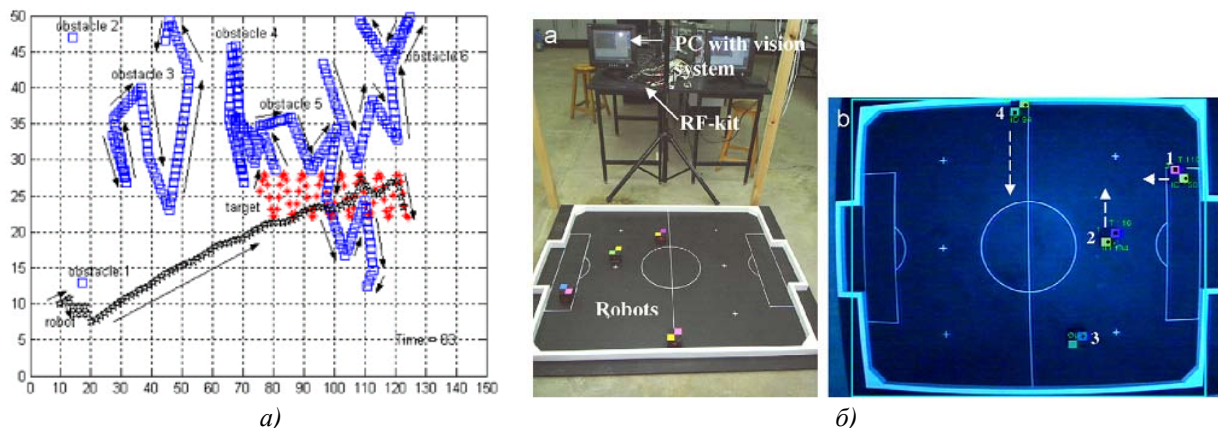 50
45
40
35
30
25
20
15
10
5
0
obstacle 2
obstacle 3
obstacle 4
obstacle 5
obstacle 6
target
obstacle 1
robot
Time:= 83
0 10 20 30 40 50 60 70 80 90 100 110 120 130 140 150
a)
a
PC with vision
system
RF-kit
Robots
b
4
1
2
3
б)